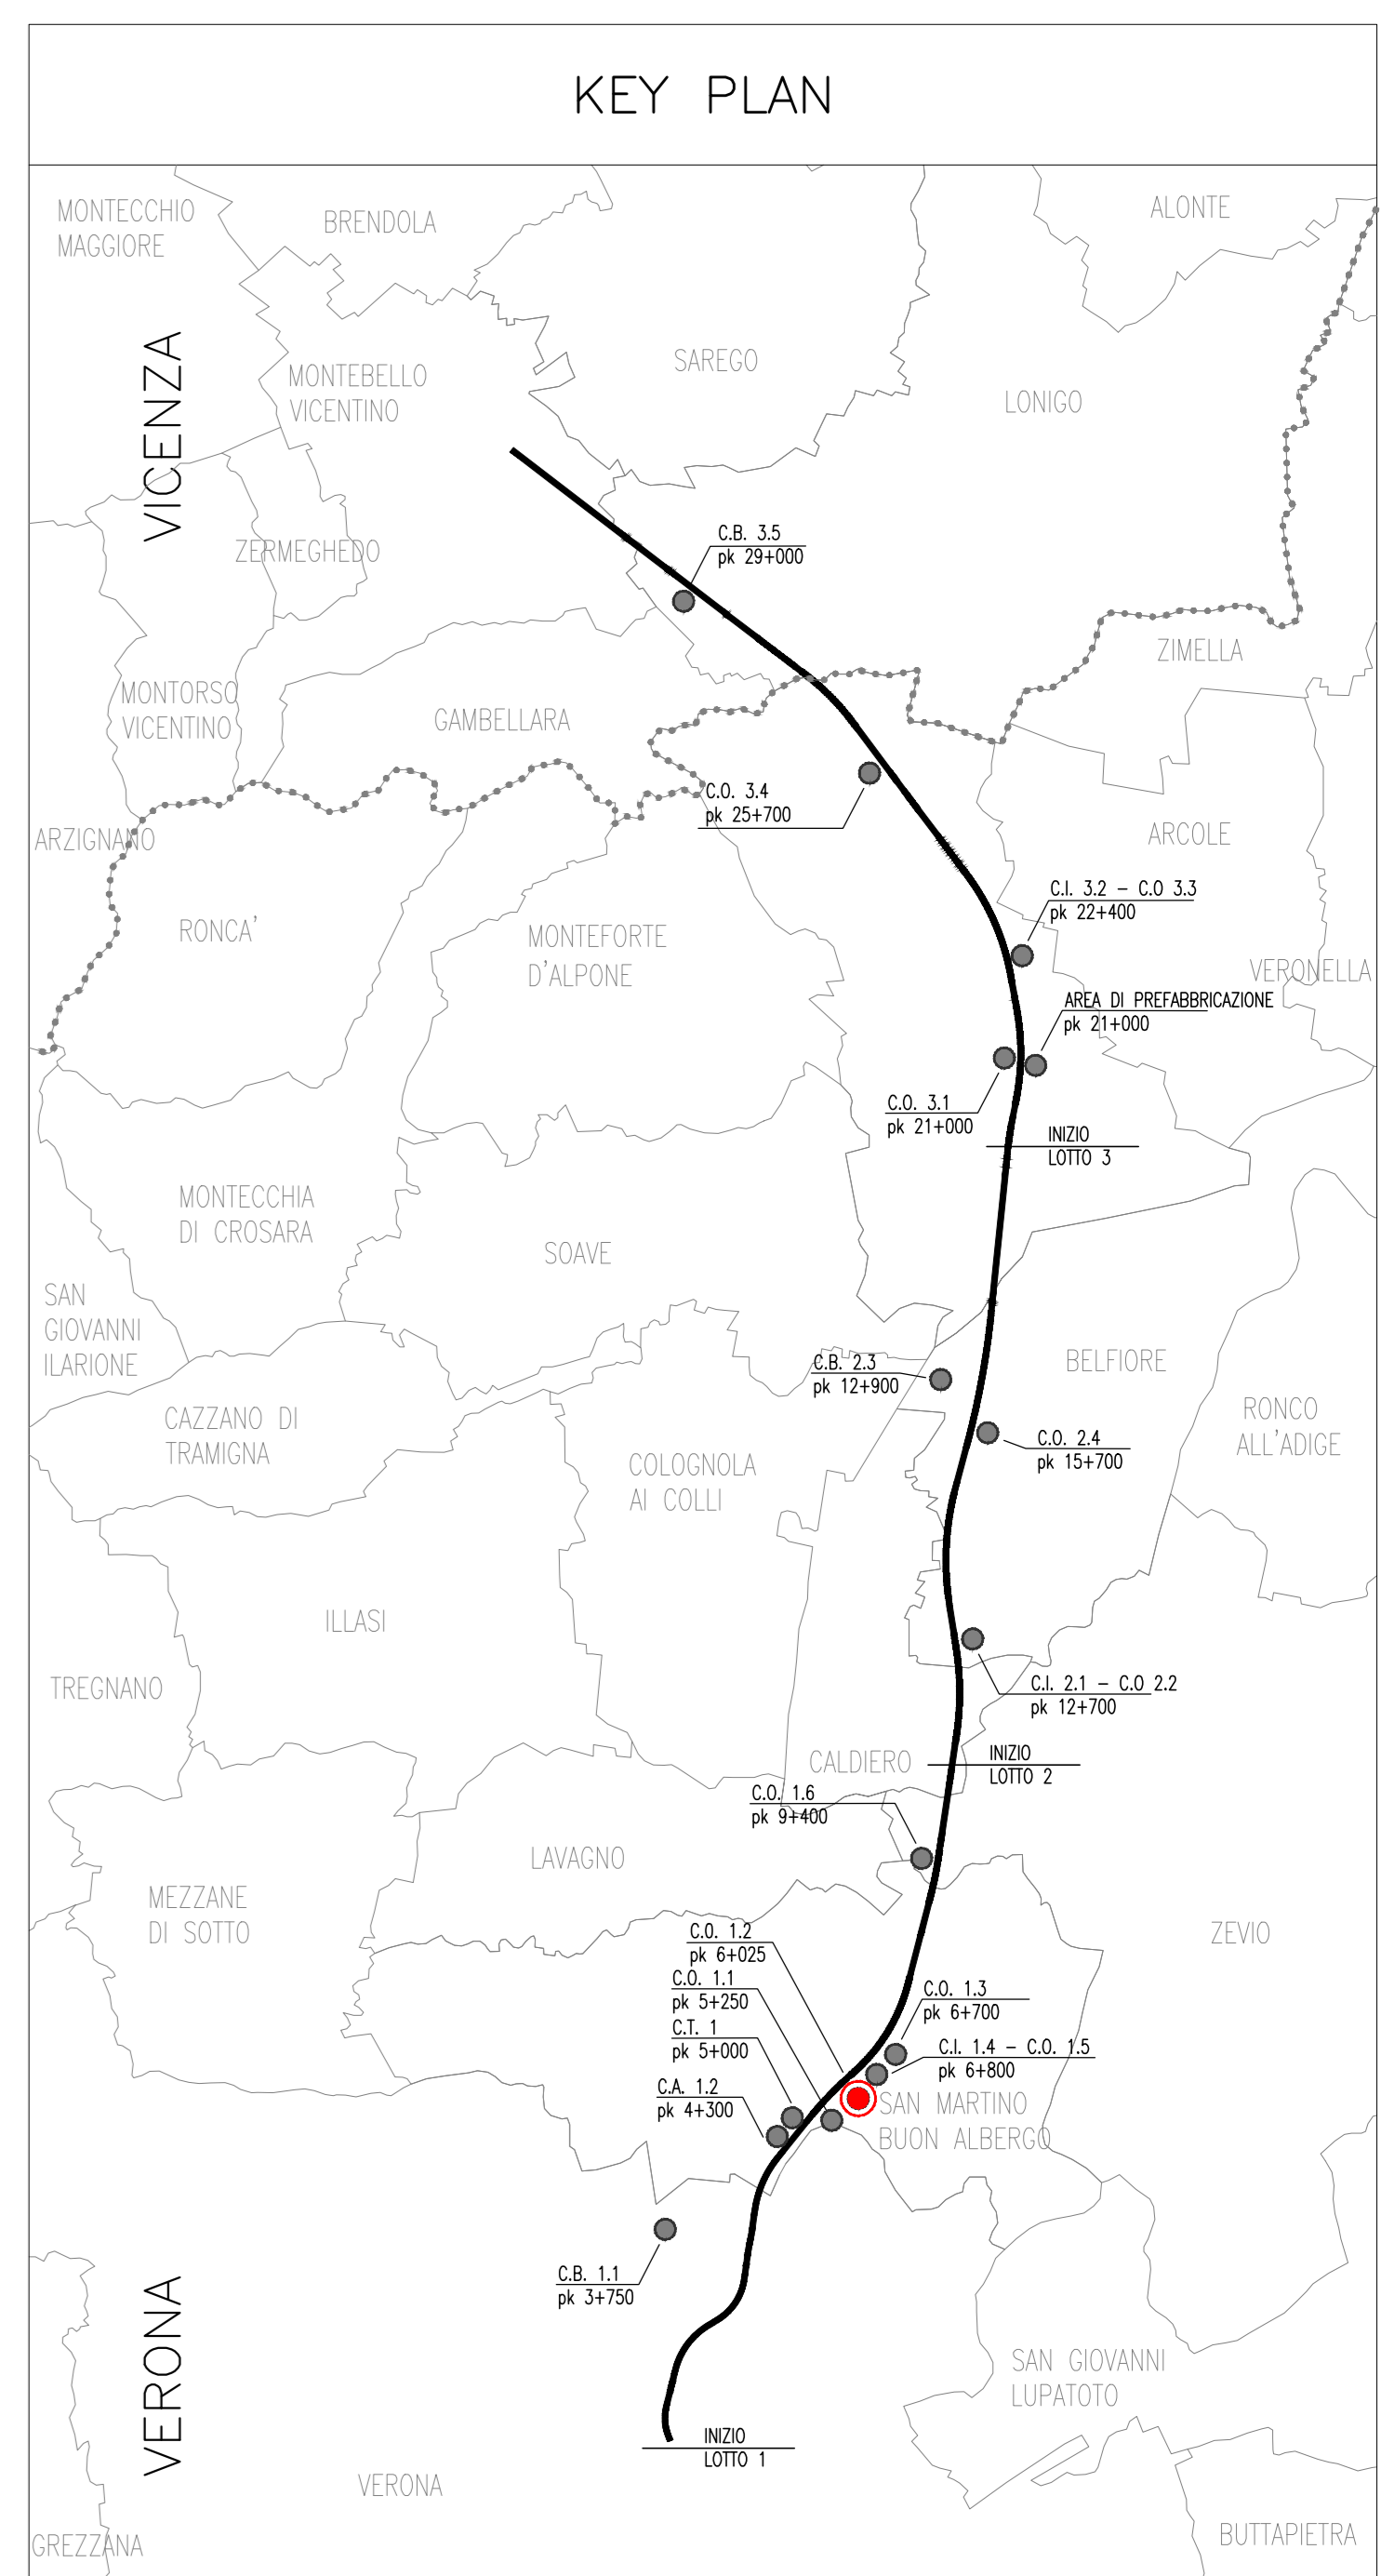 KEY PLAN
MONTECCHIO
MAGGIORE
BRENDOLA
ALONTE
VICENZA
MONTEBELLO
VICENTINO
SAREGO
LONIGO
C.B. 3.5
pk 29+000
ZERMEGHEDO
ZIMELLA
MONTORSO
VICENTINO
GAMBELLARA
C.O. 3.4
pk 25+700
ARZIGNANO
ARCOLE
C.I. 3.2 - C.O 3.3
pk 22+400
RONCA'
MONTEFORTE
D'ALPONE
VERONELLA
AREA DI PREFABBRICAZIONE
pk 21+000
C.O. 3.1
pk 21+000
INIZIO
LOTTO 3
MONTECCHIA
DI CROSARA
SOAVE
SAN
GIOVANNI
ILARIONE
C.B. 2.3
pk 12+900
BELFIORE
CAZZANO DI
TRAMIGNA
RONCO
ALL'ADIGE
C.O. 2.4
pk 15+700
COLOGNOLA
AI COLLI
ILLASI
TREGNANO
C.I. 2.1 - C.O 2.2
pk 12+700
CALDIERO
INIZIO
LOTTO 2
C.O. 1.6
pk 9+400
LAVAGNO
MEZZANE
DI SOTTO
ZEVIO
C.O. 1.2
pk 6+025
C.O. 1.1
pk 5+250
C.O. 1.3
pk 6+700
C.T. 1
pk 5+000
C.I. 1.4 - C.O. 1.5
pk 6+800
C.A. 1.2
pk 4+300
SAN MARTINO
BUON ALBERGO
C.B. 1.1
pk 3+750
VERONA
SAN GIOVANNI
LUPATOTO
INIZIO
LOTTO 1
VERONA
GREZZANA
BUTTAPIETRA